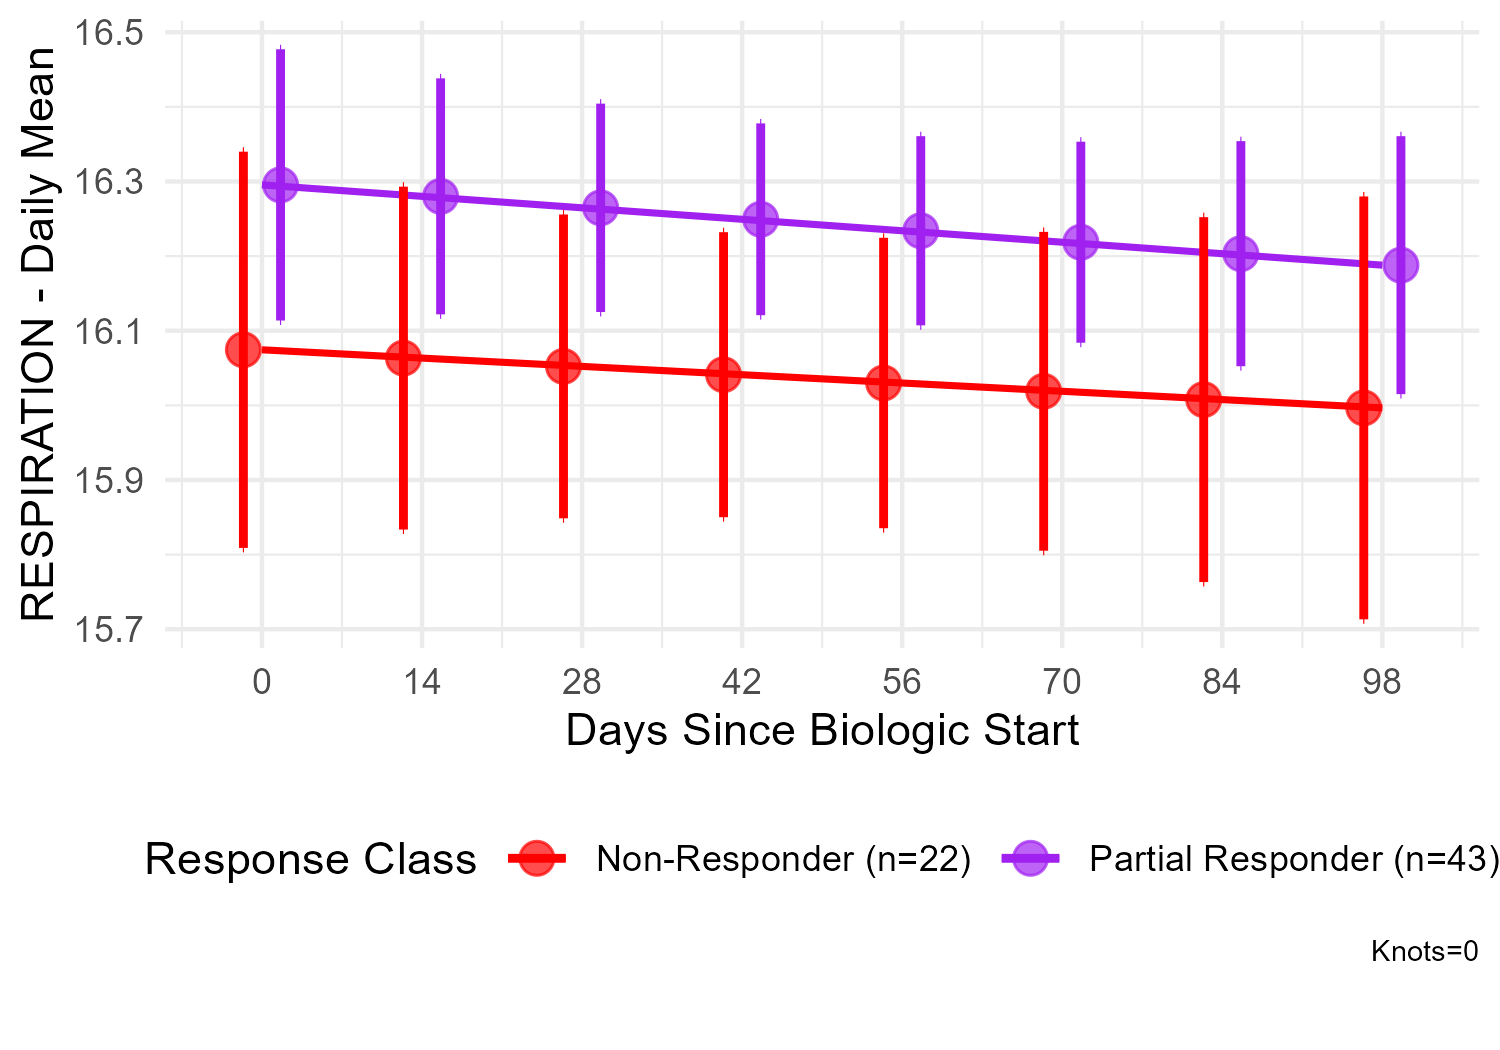 RESPIRATION - Daily Mean
16.5
16.3
16.1
15.9
15.7
0 14 28 42 56 70 84 98
Days Since Biologic Start
Response Class Non-Responder (n=22) Partial Responder (n=43)
Knots=0